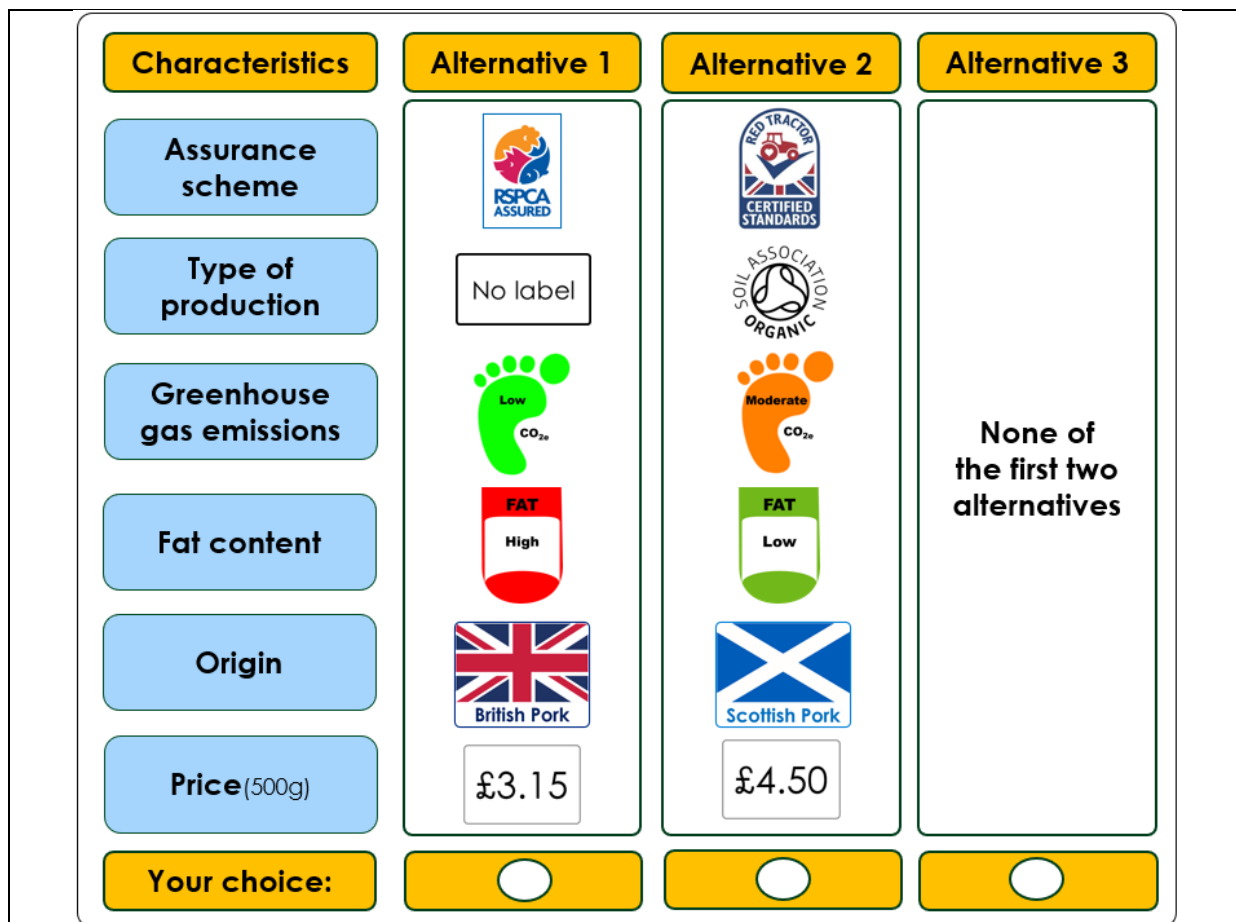 Characteristics
Alternative 1
Alternative 2
Alternative 3
Assurance
scheme
RSPCA
ASSURED
RED TRACTOR
CERTIFIED
STANDARDS
Type of
production
No label
SOIL ASSOCIATION
ORGANIC
Greenhouse
gas emissions
Low
CO2e
Moderate
CO2e
None of
the first two
alternatives
Fat content
FAT
High
FAT
Low
Origin
British Pork
Scottish Pork
Price(500g)
£3.15
£4.50
Your choice: